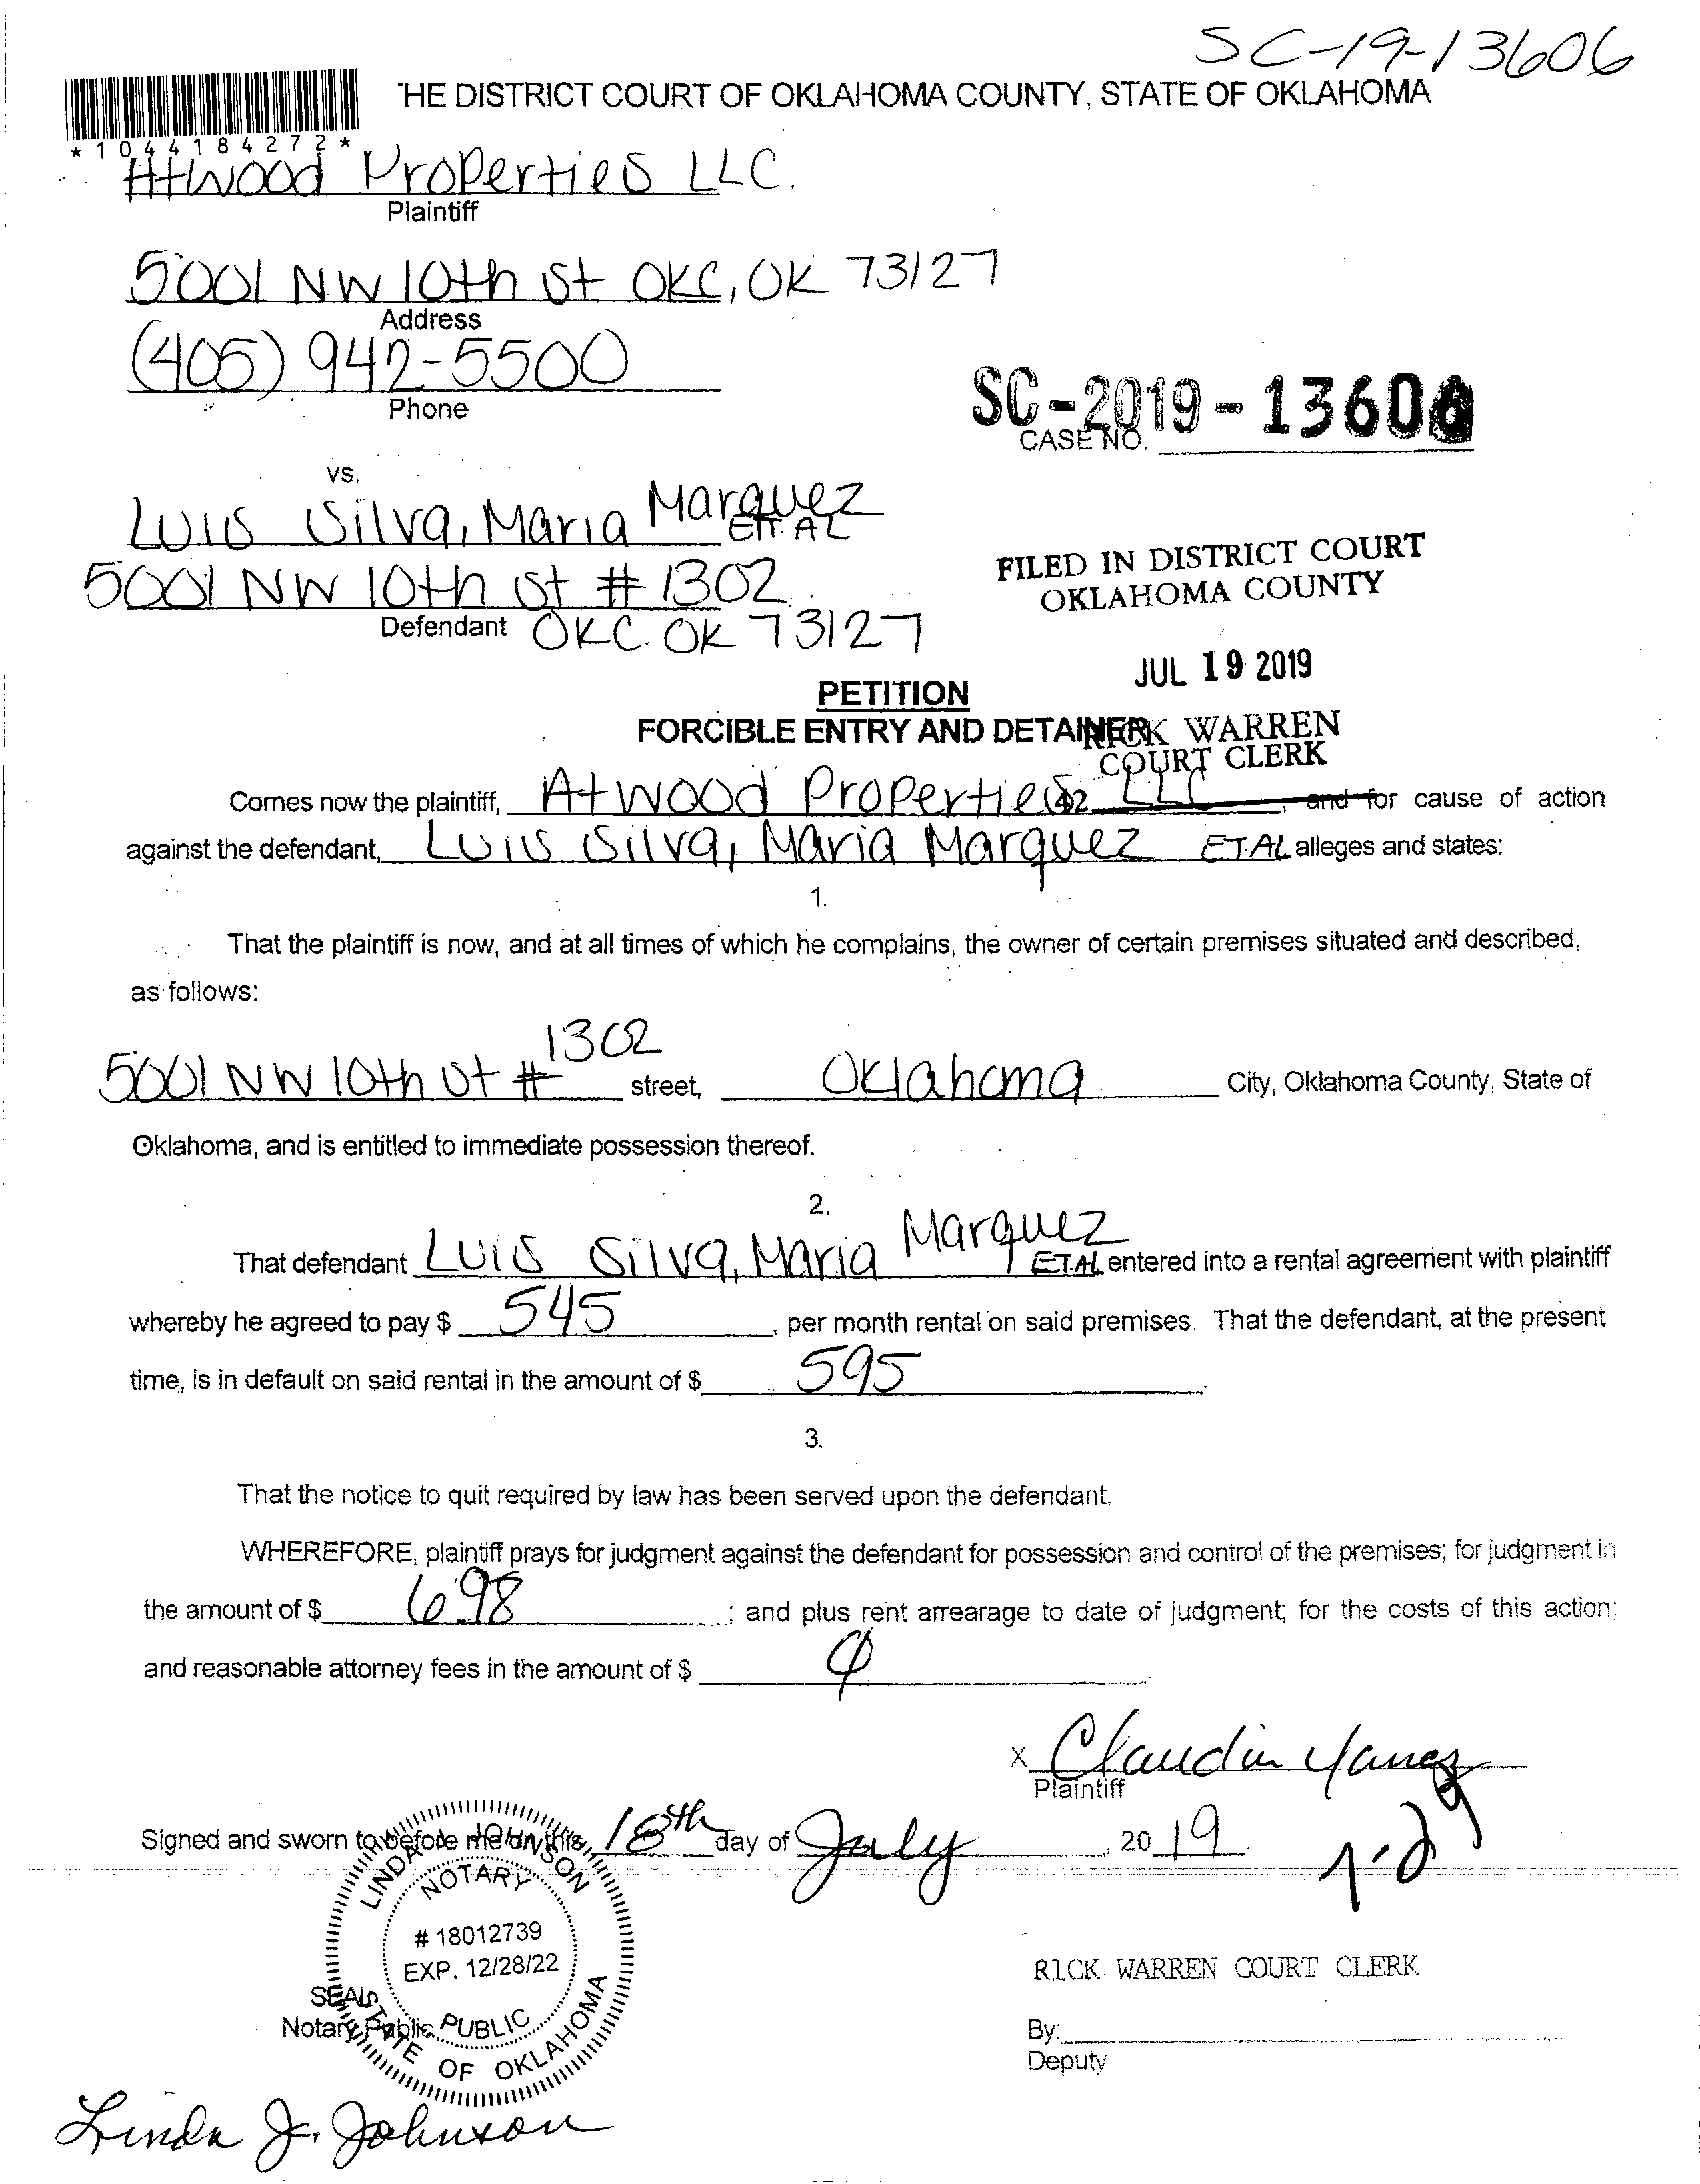 SC-19-13606
THE DISTRICT COURT OF OKLAHOMA COUNTY, STATE OF OKLAHOMA
*1044184272*
Atwood Properties LLC.
Plaintiff
5001 NW 10th St OKC, OK 73127
Address
(405) 942-5500
Phone
SC-2019-13606
CASE NO.
vs.
Luis Silva, Maria Marquez
ET AL
5001 NW 10th St # 1302
Defendant OKC OK 73127
FILED IN DISTRICT COURT
OKLAHOMA COUNTY
JUL 19 2019
RICK WARREN
COURT CLERK
PETITION
FORCIBLE ENTRY AND DETAINER
Comes now the plaintiff, Atwood Properties LLC, and for cause of action
against the defendant, Luis Silva, Maria Marquez ET.AL alleges and states:
1.
That the plaintiff is now, and at all times of which he complains, the owner of certain premises situated and described,
as follows:
5001 NW 10th St # 1302 street, Oklahoma City, Oklahoma County, State of
Oklahoma, and is entitled to immediate possession thereof.
2.
That defendant Luis Silva, Maria Marquez ET.AL entered into a rental agreement with plaintiff
whereby he agreed to pay $ 545, per month rental on said premises. That the defendant, at the present
time, is in default on said rental in the amount of $ 595
3.
That the notice to quit required by law has been served upon the defendant.
WHEREFORE, plaintiff prays for judgment against the defendant for possession and control of the premises; for judgment in
the amount of $ 698; and plus rent arrearage to date of judgment; for the costs of this action;
and reasonable attorney fees in the amount of $
x Claudia Yanez
Plaintiff
Signed and sworn to before me on this 18th day of July, 2019
LINDA JOHNSON
NOTARY
# 18012739
EXP. 12/28/22
PUBLIC
STATE OF OKLAHOMA
SEAL
Notary Public
RICK WARREN COURT CLERK
By:
Deputy
Linda J. Johnson